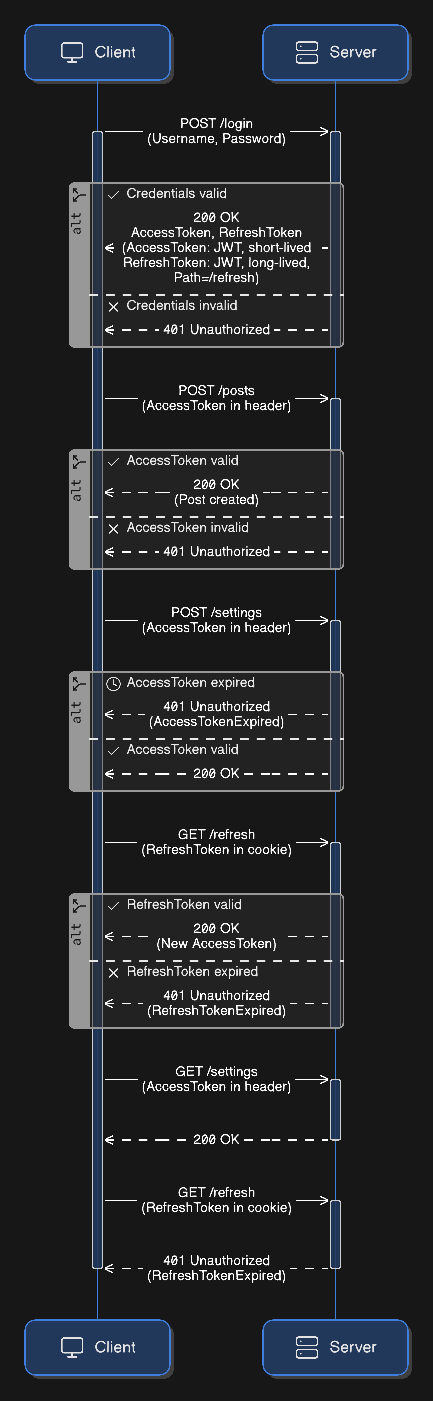 Client
Server
POST /login
(Username, Password)
alt
Credentials valid
200 OK
AccessToken, RefreshToken
(AccessToken: JWT, short-lived
RefreshToken: JWT, long-lived,
Path=/refresh)
Credentials invalid
401 Unauthorized
POST /posts
(AccessToken in header)
alt
AccessToken valid
200 OK
(Post created)
AccessToken invalid
401 Unauthorized
POST /settings
(AccessToken in header)
alt
AccessToken expired
401 Unauthorized
(AccessTokenExpired)
AccessToken valid
200 OK
GET /refresh
(RefreshToken in cookie)
alt
RefreshToken valid
200 OK
(New AccessToken)
RefreshToken expired
401 Unauthorized
(RefreshTokenExpired)
GET /settings
(AccessToken in header)
200 OK
GET /refresh
(RefreshToken in cookie)
401 Unauthorized
(RefreshTokenExpired)
Client
Server